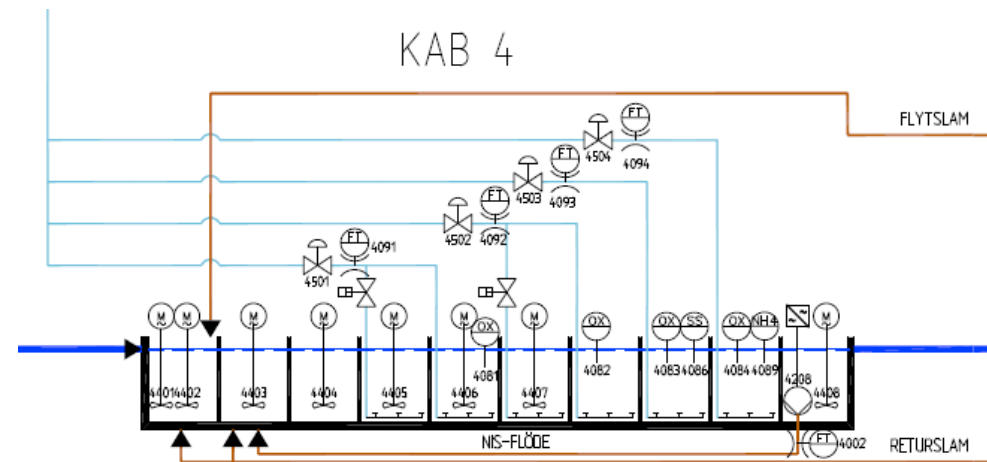 KAB 4
FLYTSLAM
FT
4504
4094
FT
4503
4093
FT
4502
4092
FT
4091
4501
M
M
M
M
M
M
OX
M
OX
OX
SS
OX
NH4
M
4081
4082
4083
4086
4084
4089
4208
4401
4402
4403
4404
4405
4406
4407
4408
NIS-FLÖDE
FT
4002
RETURSLAM